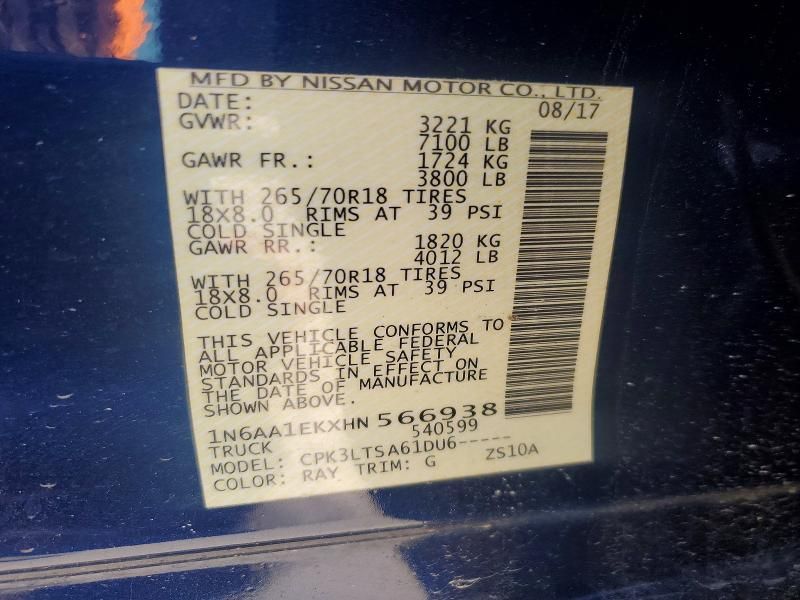 MFD BY NISSAN MOTOR CO., LTD.
DATE: 08/17
GVWR: 3221 KG
7100 LB
GAWR FR.: 1724 KG
3800 LB
WITH 265/70R18 TIRES
18X8.0 RIMS AT 39 PSI
COLD SINGLE
GAWR RR.: 1820 KG
4012 LB
WITH 265/70R18 TIRES
18X8.0 RIMS AT 39 PSI
COLD SINGLE
THIS VEHICLE CONFORMS TO
ALL APPLICABLE FEDERAL
MOTOR VEHICLE SAFETY
STANDARDS IN EFFECT ON
THE DATE OF MANUFACTURE
SHOWN ABOVE.
1N6AA1EKXHN 566938
TRUCK 540599
MODEL: CPK3LTSA61DU6-----
COLOR: RAY TRIM: G ZS10A